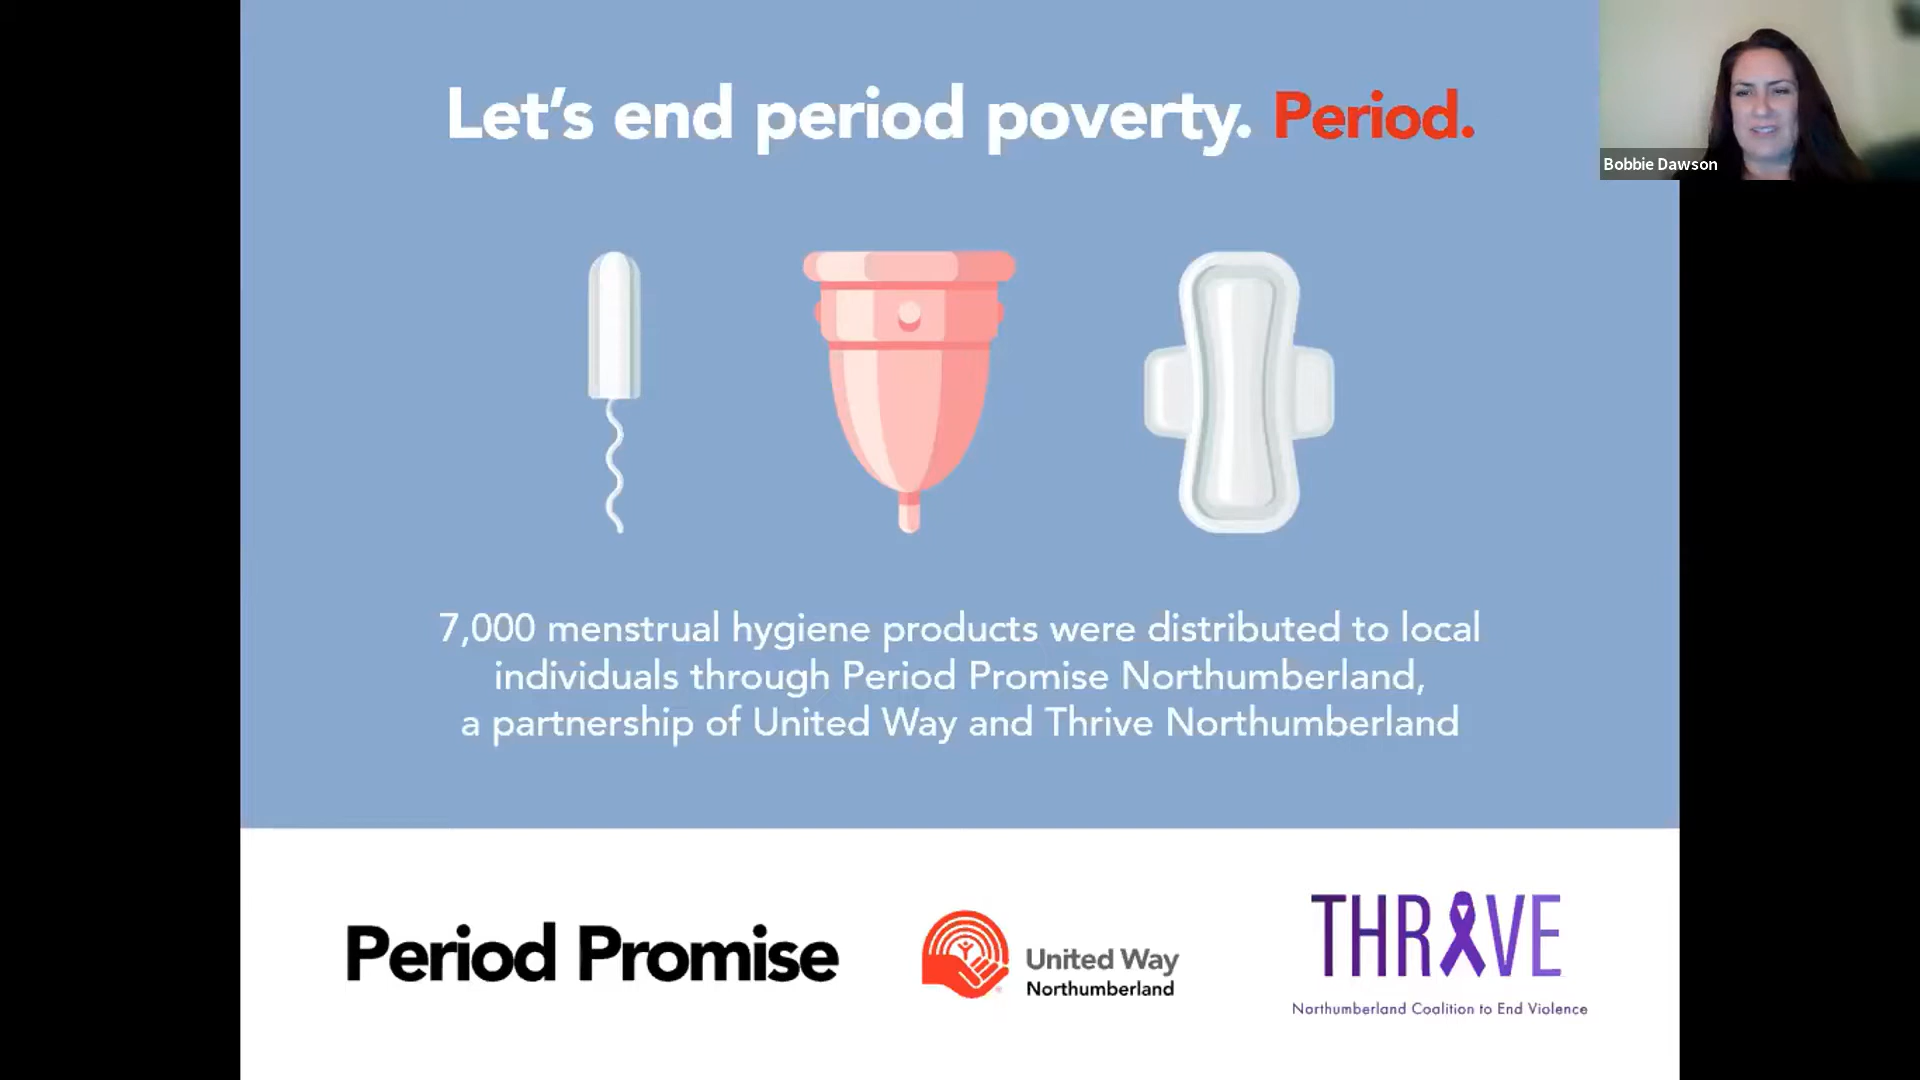 Let's end period poverty. Period.
Bobbie Dawson
7,000 menstrual hygiene products were distributed to local
individuals through Period Promise Northumberland,
a partnership of United Way and Thrive Northumberland
Period Promise
United Way
Northumberland
THRIVE
Northumberland Coalition to End Violence